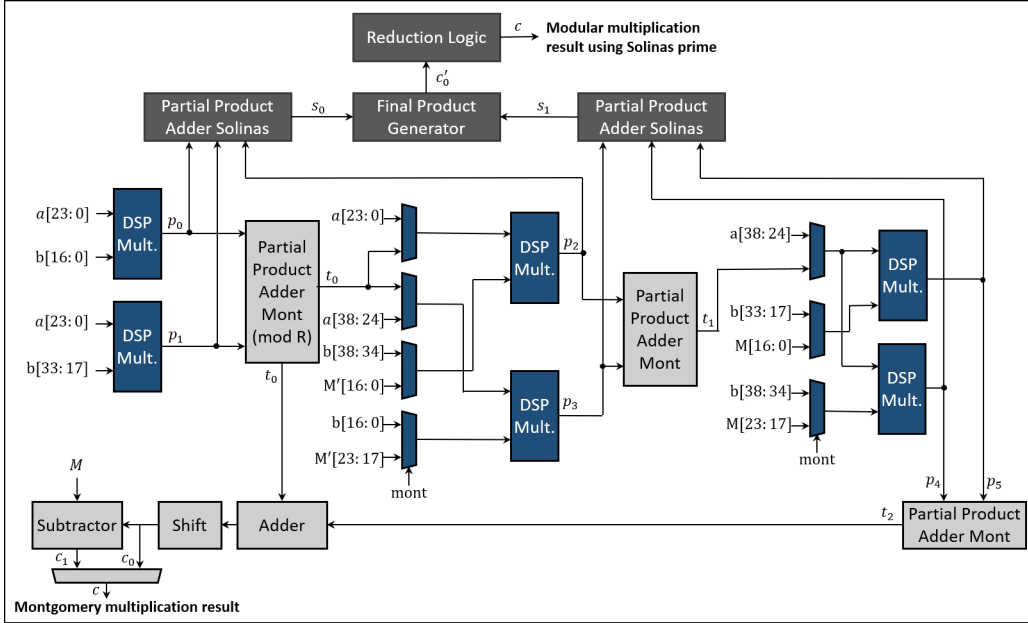 Reduction Logic
c
Modular multiplication
result using Solinas prime
c₀′
Partial Product
Adder Solinas
s₀
Final Product
Generator
s₁
Partial Product
Adder Solinas
a[23:0]
b[16:0]
DSP
Mult.
p₀
a[23:0]
b[33:17]
DSP
Mult.
p₁
Partial
Product
Adder
Mont
(mod R)
t₀
t₀
a[23:0]
a[38:24]
b[38:34]
M′[16:0]
b[16:0]
M′[23:17]
mont
DSP
Mult.
p₂
DSP
Mult.
p₃
Partial
Product
Adder
Mont
t₁
a[38:24]
b[33:17]
M[16:0]
b[38:34]
M[23:17]
mont
DSP
Mult.
DSP
Mult.
p₄
p₅
M
Subtractor
Shift
Adder
t₂
Partial Product
Adder Mont
c₁
c₀
c
Montgomery multiplication result